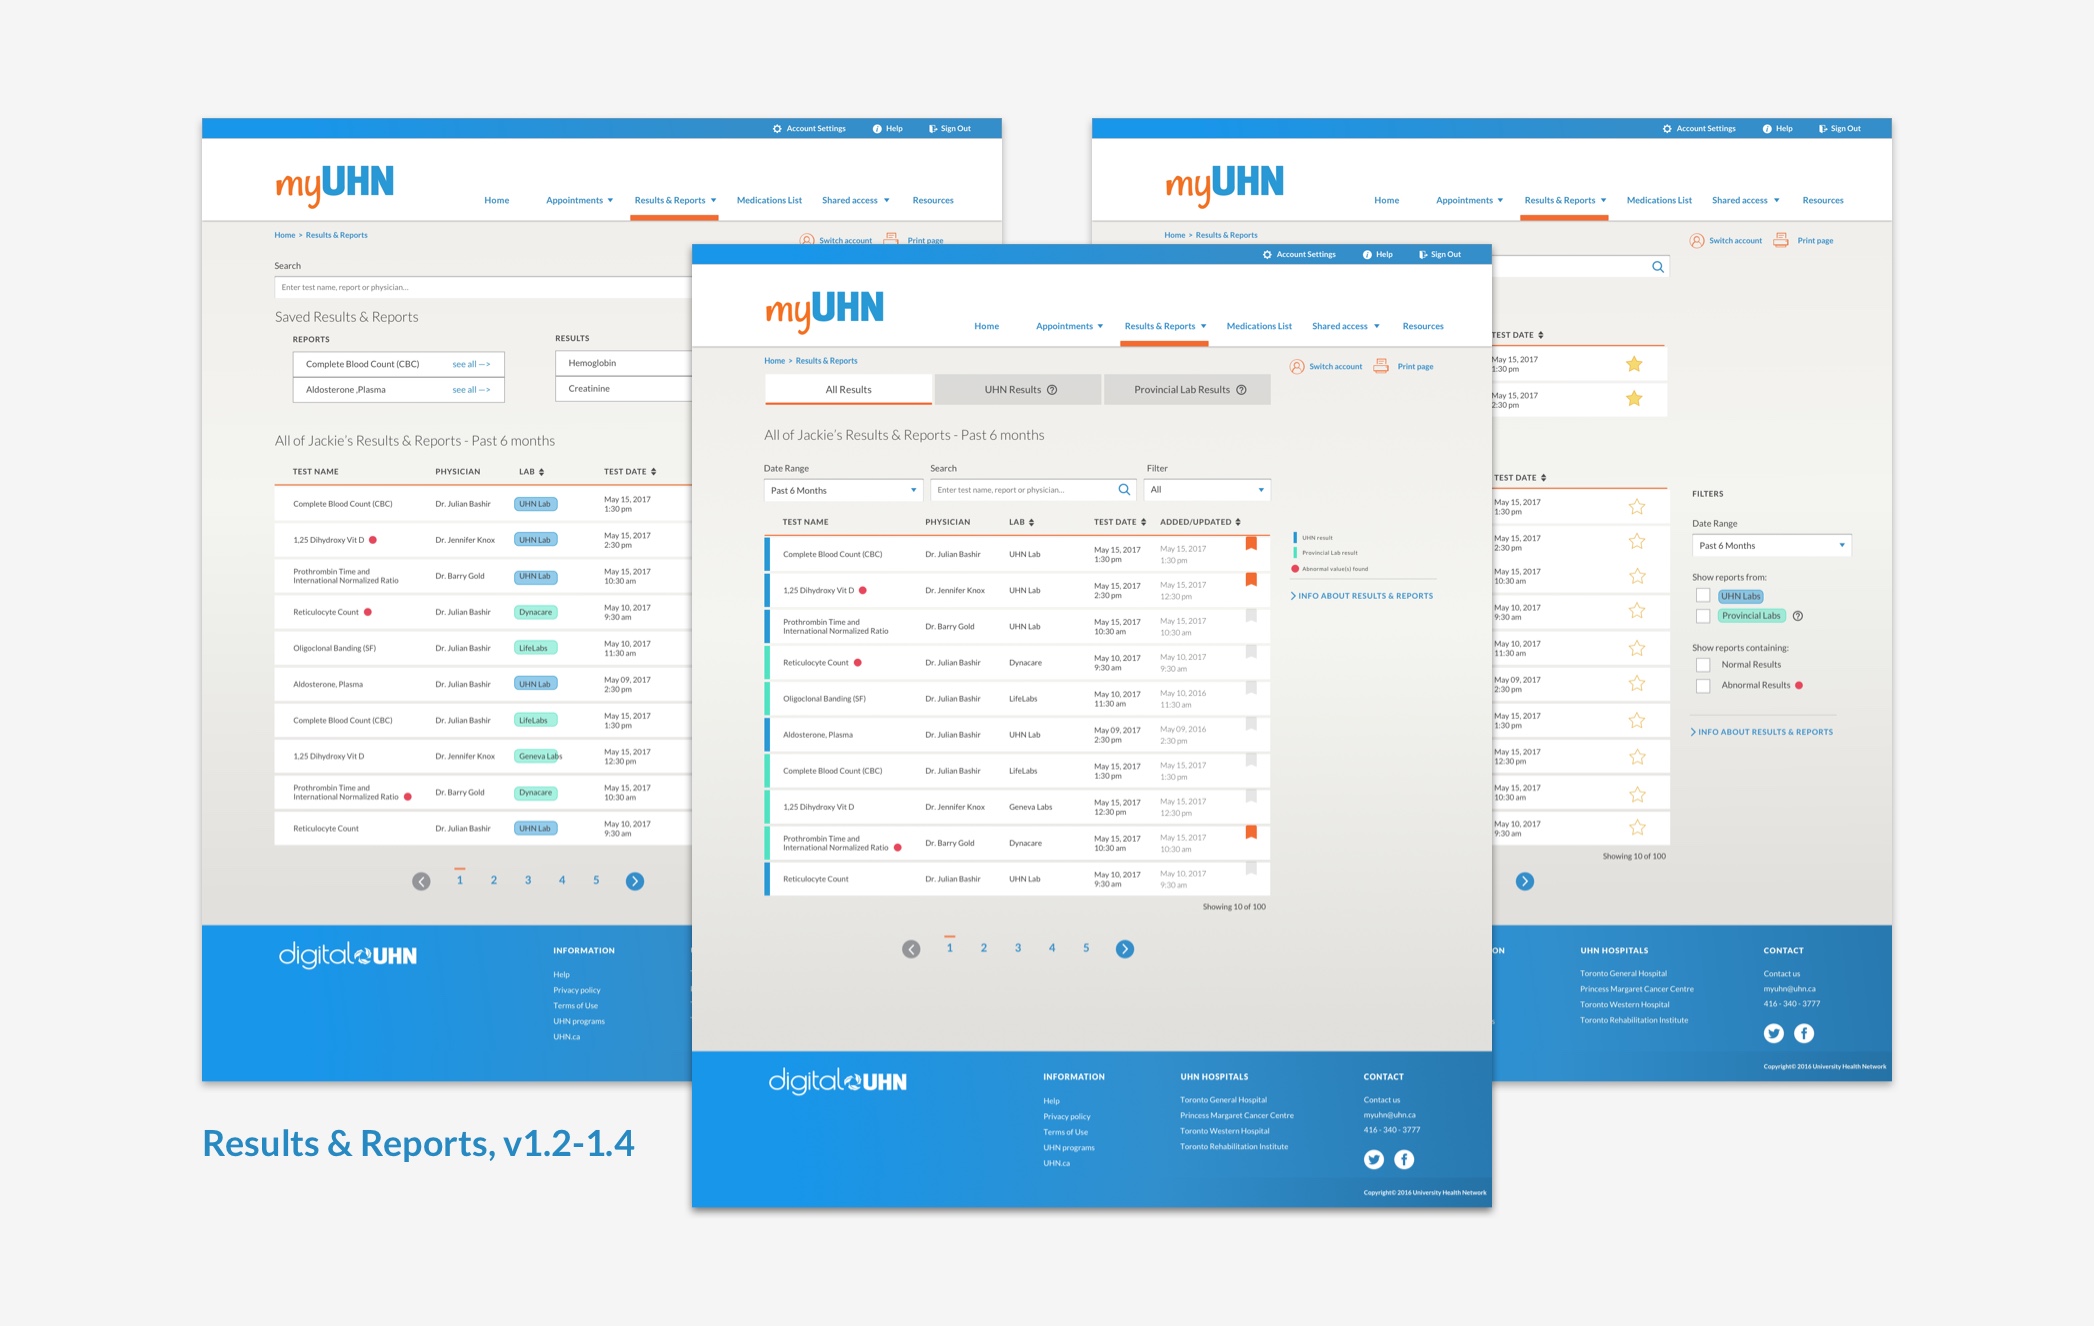 Account Settings Help Sign Out
myUHN
Home Appointments Results & Reports Medications List Shared access Resources
Home > Results & Reports
Switch account Print page
Search
Enter test name, report or physician...
Saved Results & Reports
REPORTS RESULTS
Complete Blood Count (CBC) see all —> Hemoglobin
Aldosterone ,Plasma see all —> Creatinine
All of Jackie's Results & Reports - Past 6 months
TEST NAME PHYSICIAN LAB TEST DATE
Complete Blood Count (CBC) Dr. Julian Bashir UHN Lab May 15, 2017
1:30 pm
1,25 Dihydroxy Vit D Dr. Jennifer Knox UHN Lab May 15, 2017
2:30 pm
Prothrombin Time and
International Normalized Ratio Dr. Barry Gold UHN Lab May 15, 2017
10:30 am
Reticulocyte Count Dr. Julian Bashir Dynacare May 10, 2017
9:30 am
Oligoclonal Banding (SF) Dr. Julian Bashir LifeLabs May 10, 2017
11:30 am
Aldosterone, Plasma Dr. Julian Bashir UHN Lab May 09, 2017
2:30 pm
Complete Blood Count (CBC) Dr. Julian Bashir LifeLabs May 15, 2017
1:30 pm
1,25 Dihydroxy Vit D Dr. Jennifer Knox Geneva Labs May 15, 2017
12:30 pm
Prothrombin Time and
International Normalized Ratio Dr. Barry Gold Dynacare May 15, 2017
10:30 am
Reticulocyte Count Dr. Julian Bashir UHN Lab May 10, 2017
9:30 am
1 2 3 4 5
digital UHN
INFORMATION
Help
Privacy policy
Terms of Use
UHN programs
UHN.ca
Results & Reports, v1.2-1.4
Account Settings Help Sign Out
myUHN
Home Appointments Results & Reports Medications List Shared access Resources
Home > Results & Reports
Switch account Print page
All Results UHN Results ? Provincial Lab Results ?
All of Jackie's Results & Reports - Past 6 months
Date Range Search Filter
Past 6 Months Enter test name, report or physician... All
TEST NAME PHYSICIAN LAB TEST DATE ADDED/UPDATED
Complete Blood Count (CBC) Dr. Julian Bashir UHN Lab May 15, 2017 May 15, 2017
1:30 pm 1:30 pm
1,25 Dihydroxy Vit D Dr. Jennifer Knox UHN Lab May 15, 2017 May 15, 2017
2:30 pm 12:30 pm
Prothrombin Time and
International Normalized Ratio Dr. Barry Gold UHN Lab May 15, 2017 May 15, 2017
10:30 am 10:30 am
Reticulocyte Count Dr. Julian Bashir Dynacare May 10, 2017 May 10, 2017
9:30 am 9:30 am
Oligoclonal Banding (SF) Dr. Julian Bashir LifeLabs May 10, 2017 May 10, 2016
11:30 am 11:30 am
Aldosterone, Plasma Dr. Julian Bashir UHN Lab May 09, 2017 May 09, 2016
2:30 pm 2:30 pm
Complete Blood Count (CBC) Dr. Julian Bashir LifeLabs May 15, 2017 May 15, 2017
1:30 pm 1:30 pm
1,25 Dihydroxy Vit D Dr. Jennifer Knox Geneva Labs May 15, 2017 May 15, 2017
12:30 pm 12:30 pm
Prothrombin Time and
International Normalized Ratio Dr. Barry Gold Dynacare May 15, 2017 May 15, 2017
10:30 am 10:30 am
Reticulocyte Count Dr. Julian Bashir UHN Lab May 10, 2017 May 10, 2017
9:30 am 9:30 am
Showing 10 of 100
1 2 3 4 5
UHN result
Provincial Lab result
Abnormal value(s) found
INFO ABOUT RESULTS & REPORTS
digital UHN
INFORMATION
Help
Privacy policy
Terms of Use
UHN programs
UHN.ca
UHN HOSPITALS
Toronto General Hospital
Princess Margaret Cancer Centre
Toronto Western Hospital
Toronto Rehabilitation Institute
CONTACT
Contact us
myuhn@uhn.ca
416 - 340 - 3777
Copyright© 2016 University Health Network
Account Settings Help Sign Out
myUHN
Home Appointments Results & Reports Medications List Shared access Resources
Home > Results & Reports
Switch account Print page
TEST DATE
May 15, 2017
1:30 pm
May 15, 2017
2:30 pm
TEST DATE
May 15, 2017
1:30 pm
May 15, 2017
2:30 pm
May 15, 2017
10:30 am
May 10, 2017
9:30 am
May 10, 2017
11:30 am
May 09, 2017
2:30 pm
May 15, 2017
1:30 pm
May 15, 2017
12:30 pm
May 15, 2017
10:30 am
May 10, 2017
9:30 am
Showing 10 of 100
FILTERS
Date Range
Past 6 Months
Show reports from:
UHN Labs
Provincial Labs ?
Show reports containing:
Normal Results
Abnormal Results
INFO ABOUT RESULTS & REPORTS
ON
s
UHN HOSPITALS
Toronto General Hospital
Princess Margaret Cancer Centre
Toronto Western Hospital
Toronto Rehabilitation Institute
CONTACT
Contact us
myuhn@uhn.ca
416 - 340 - 3777
Copyright© 2016 University Health Network